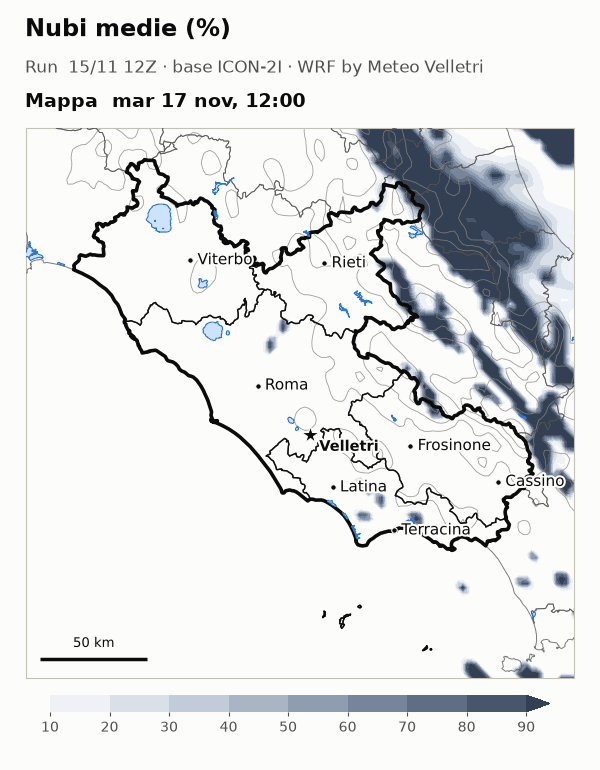 Nubi medie (%)
Run 15/11 12Z · base ICON-2I · WRF by Meteo Velletri
Mappa mar 17 nov, 12:00
Viterbo
Rieti
Roma
Velletri
Frosinone
Latina
Cassino
Terracina
50 km
10 20 30 40 50 60 70 80 90